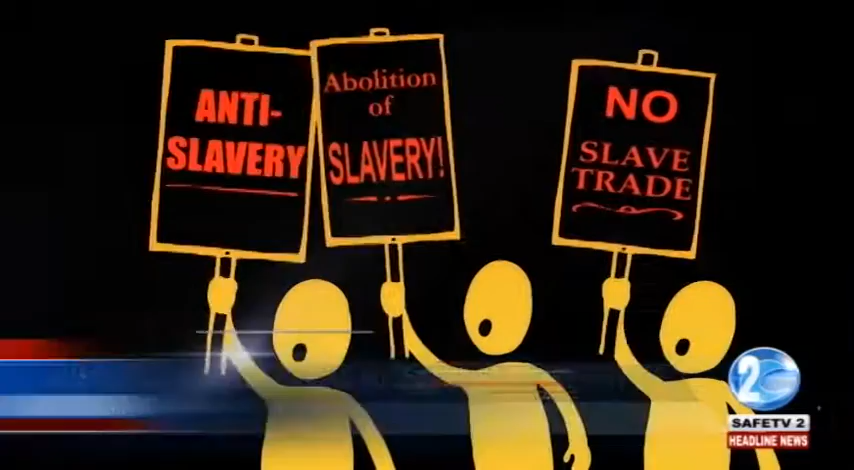 ANTI-
SLAVERY
Abolition
of
SLAVERY!
NO
SLAVE
TRADE
2
SAFETV 2
HEADLINE NEWS